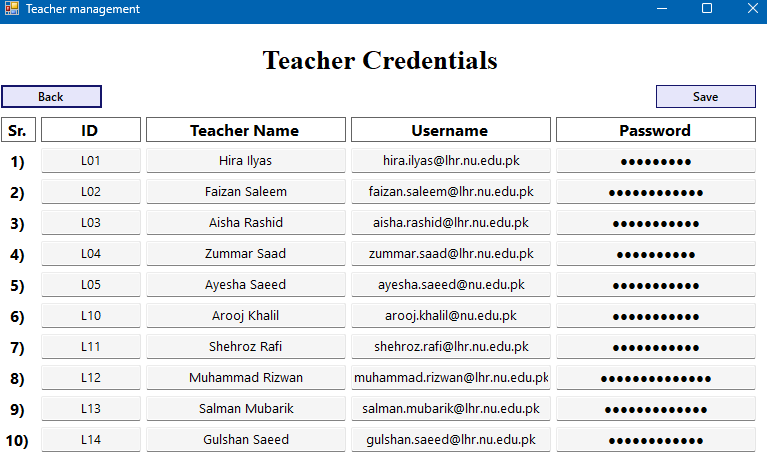 Teacher management
Teacher Credentials
Back Save
Sr. ID Teacher Name Username Password
1) L01 Hira Ilyas hira.ilyas@lhr.nu.edu.pk ●●●●●●●●●
2) L02 Faizan Saleem faizan.saleem@lhr.nu.edu.pk ●●●●●●●●●●●●
3) L03 Aisha Rashid aisha.rashid@lhr.nu.edu.pk ●●●●●●●●●●●
4) L04 Zummar Saad zummar.saad@lhr.nu.edu.pk ●●●●●●●●●●
5) L05 Ayesha Saeed ayesha.saeed@nu.edu.pk ●●●●●●●●●●●
6) L10 Arooj Khalil arooj.khalil@nu.edu.pk ●●●●●●●●●●●
7) L11 Shehroz Rafi shehroz.rafi@lhr.nu.edu.pk ●●●●●●●●●●●
8) L12 Muhammad Rizwan muhammad.rizwan@lhr.nu.edu.pk ●●●●●●●●●●●●●●
9) L13 Salman Mubarik salman.mubarik@lhr.nu.edu.pk ●●●●●●●●●●●●●
10) L14 Gulshan Saeed gulshan.saeed@lhr.nu.edu.pk ●●●●●●●●●●●●